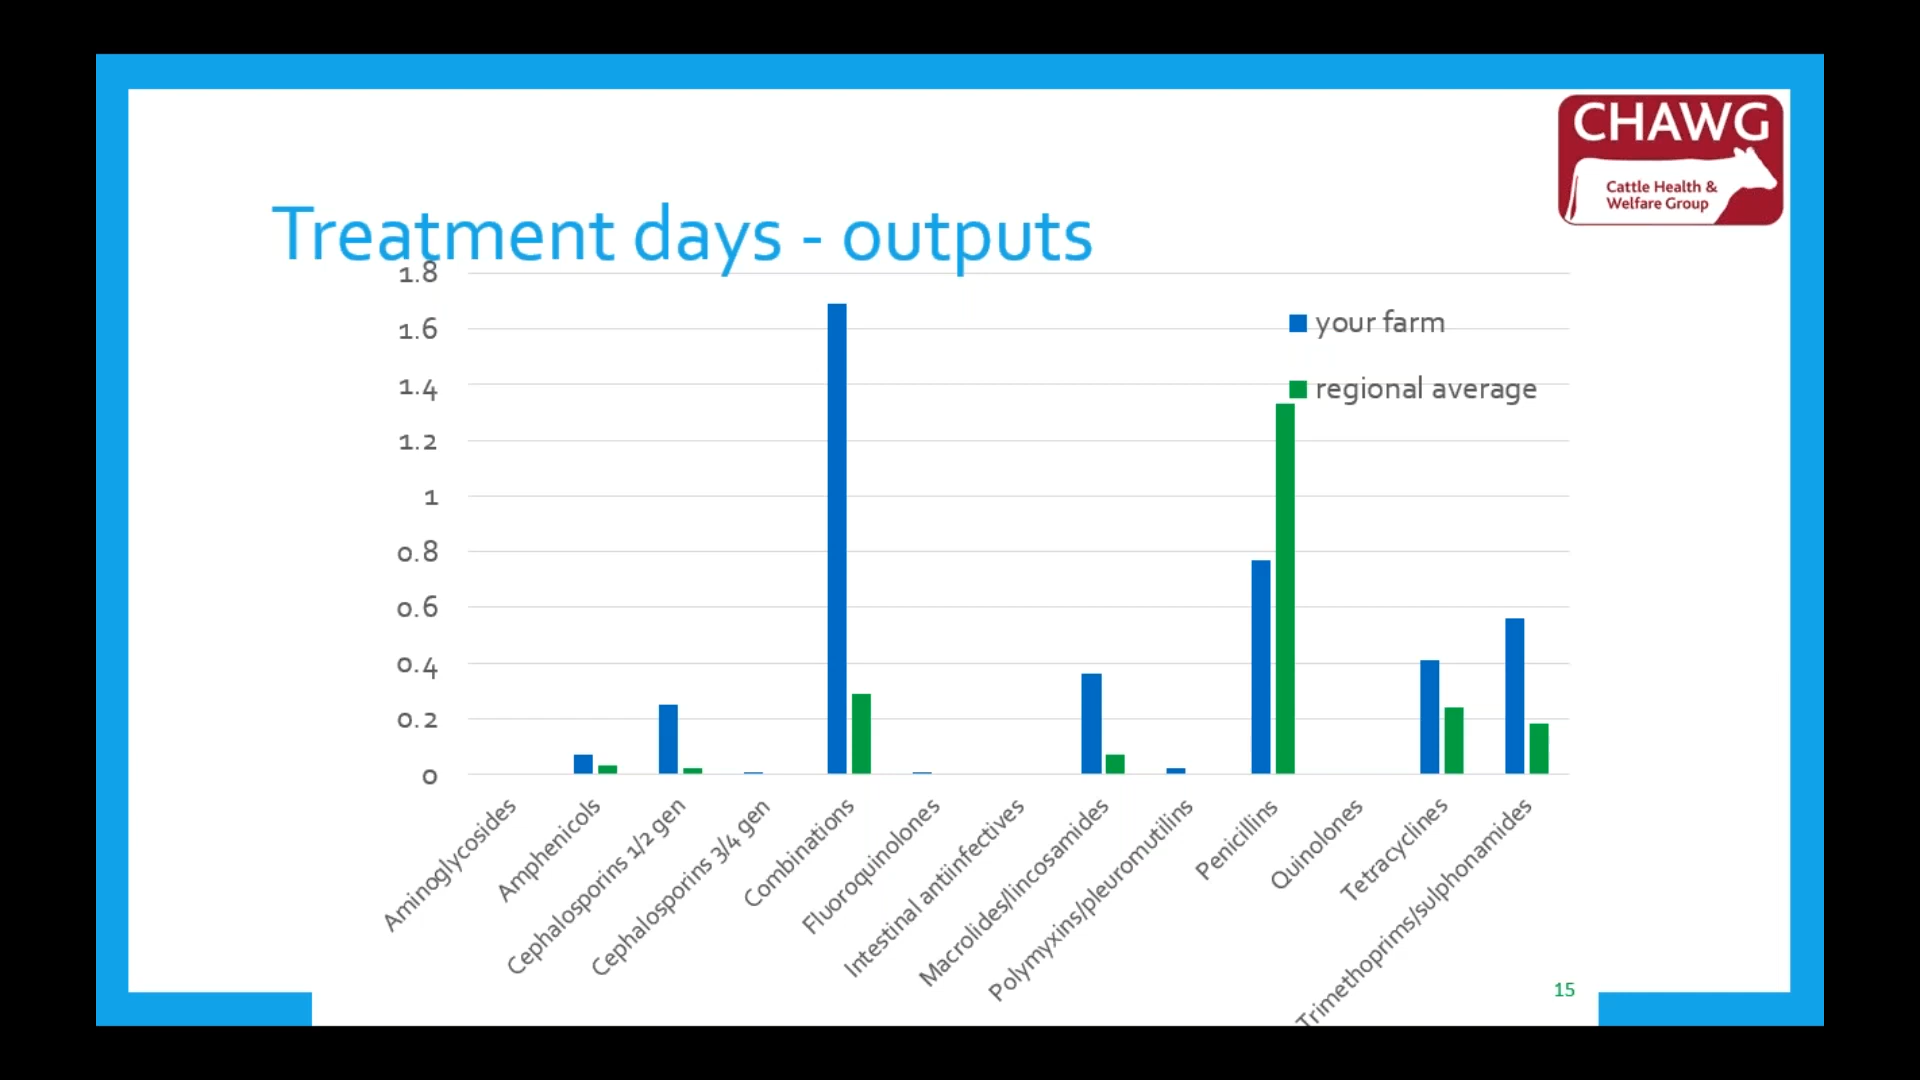 CHAWG
Cattle Health &
Welfare Group
Treatment days - outputs
1.8
1.6
1.4
1.2
1
0.8
0.6
0.4
0.2
0
your farm
regional average
Aminoglycosides
Amphenicols
Cephalosporins 1/2 gen
Cephalosporins 3/4 gen
Combinations
Fluoroquinolones
Intestinal antiinfectives
Macrolides/lincosamides
Polymyxins/pleuromutilins
Penicillins
Quinolones
Tetracyclines
Trimethoprims/sulphonamides
15